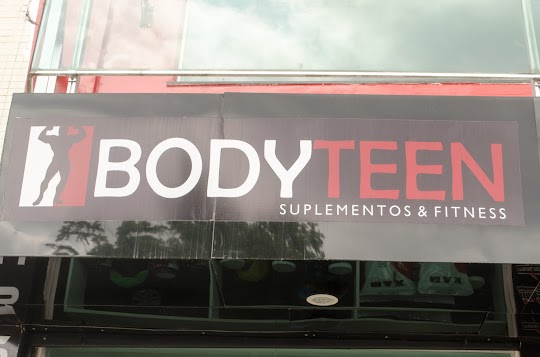 BODYTEEN
SUPLEMENTOS & FITNESS